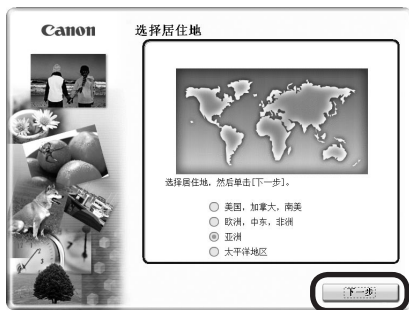 Canon
选择居住地
选择居住地，然后单击[下一步]。
美国，加拿大，南美
欧洲，中东，非洲
亚洲
太平洋地区
下一步